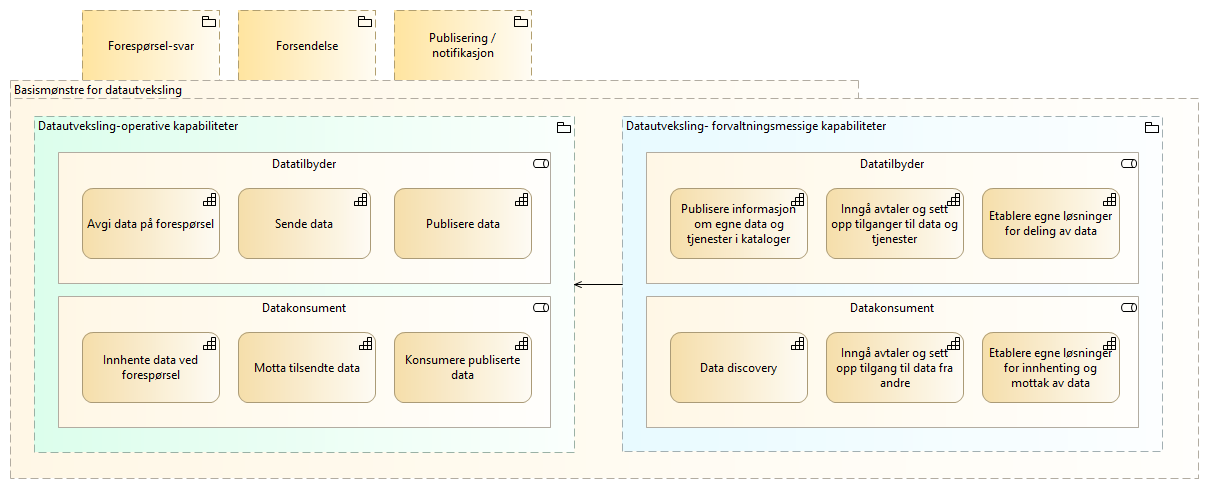 Forespørsel-svar
Forsendelse
Publisering /
notifikasjon
Basismønstre for datautveksling
Datautveksling-operative kapabiliteter
Datatilbyder
Avgi data på forespørsel
Sende data
Publisere data
Datakonsument
Innhente data ved
forespørsel
Motta tilsendte data
Konsumere publiserte
data
Datautveksling- forvaltningsmessige kapabiliteter
Datatilbyder
Publisere informasjon
om egne data og
tjenester i kataloger
Inngå avtaler og sett
opp tilganger til data og
tjenester
Etablere egne løsninger
for deling av data
Datakonsument
Data discovery
Inngå avtaler og sett
opp tilgang til data fra
andre
Etablere egne løsninger
for innhenting og
mottak av data